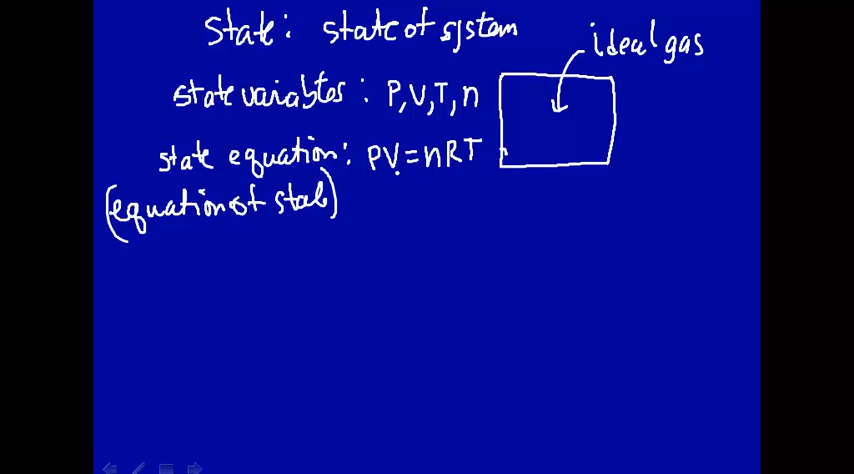 state: state of system
ideal gas
state variables: P, V, T, n
state equation: PV = nRT
(equation of state)